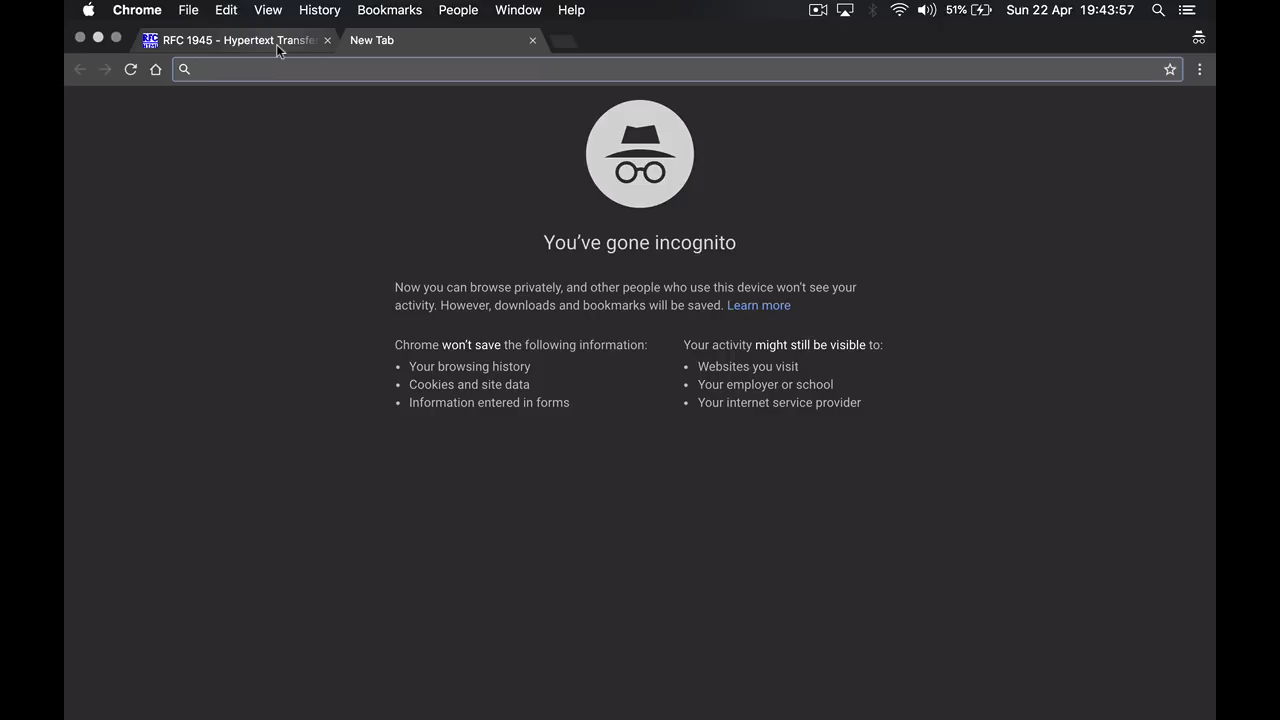 Chrome File Edit View History Bookmarks People Window Help 51% Sun 22 Apr 19:43:57
RFC 1945 - Hypertext Transfer New Tab
You've gone incognito
Now you can browse privately, and other people who use this device won't see your
activity. However, downloads and bookmarks will be saved. Learn more
Chrome won't save the following information:
• Your browsing history
• Cookies and site data
• Information entered in forms
Your activity might still be visible to:
• Websites you visit
• Your employer or school
• Your internet service provider